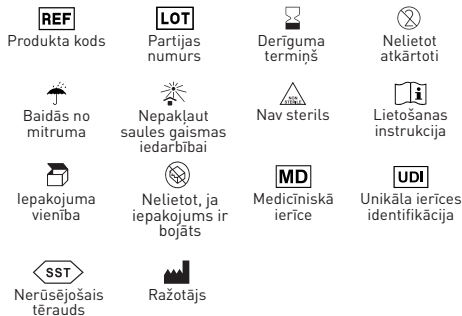 REF
Produkta kods
LOT
Partijas
numurs
Derīguma
termiņš
2
Nelietot
atkārtoti
Baidās no
mitruma
Nepakļaut
saules gaismas
iedarbībai
NON
STERILE
Nav sterils
i
Lietošanas
instrukcija
Iepakojuma
vienība
Nelietot, ja
iepakojums ir
bojāts
MD
Medicīniskā
ierīce
UDI
Unikāla ierīces
identifikācija
SST
Nerūsējošais
tērauds
Ražotājs